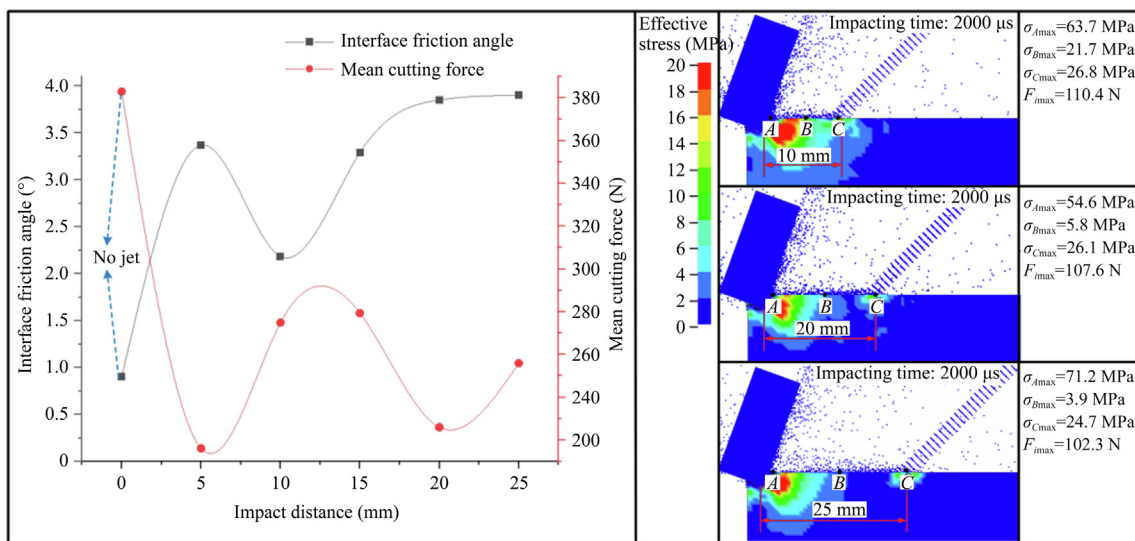 Interface friction angle
Mean cutting force
4.0
3.5
3.0
2.5
2.0
1.5
1.0
0.5
0
Interface friction angle (°)
No jet
0
5
10
15
20
25
Impact distance (mm)
380
360
340
320
300
280
260
240
220
200
Mean cutting force (N)
Effective
stress (MPa)
20
18
16
14
12
10
8
6
4
2
0
Impacting time: 2000 μs
A
B
C
10 mm
σAmax=63.7 MPa
σBmax=21.7 MPa
σCmax=26.8 MPa
Fimax=110.4 N
Impacting time: 2000 μs
A
B
C
20 mm
σAmax=54.6 MPa
σBmax=5.8 MPa
σCmax=26.1 MPa
Fimax=107.6 N
Impacting time: 2000 μs
A
B
C
25 mm
σAmax=71.2 MPa
σBmax=3.9 MPa
σCmax=24.7 MPa
Fimax=102.3 N